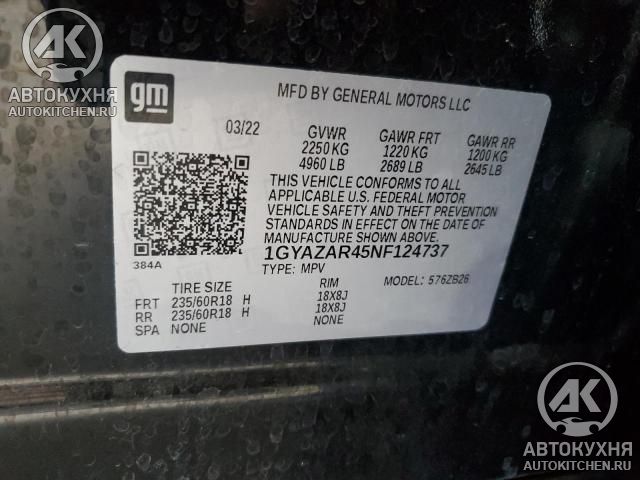 АК
АВТОКУХНЯ
AUTOKITCHEN.RU
gm
MFD BY GENERAL MOTORS LLC
03/22 GVWR GAWR FRT GAWR RR
2250 KG 1220 KG 1200 KG
4960 LB 2689 LB 2645 LB
THIS VEHICLE CONFORMS TO ALL
APPLICABLE U.S. FEDERAL MOTOR
VEHICLE SAFETY AND THEFT PREVENTION
STANDARDS IN EFFECT ON THE DATE OF
MANUFACTURE SHOWN ABOVE.
384A
1GYAZAR45NF124737
TYPE: MPV MODEL: 576ZB26
TIRE SIZE RIM
FRT 235/60R18 H 18X8J
RR 235/60R18 H 18X8J
SPA NONE NONE
АК
АВТОКУХНЯ
AUTOKITCHEN.RU